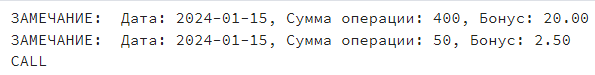 ЗАМЕЧАНИЕ:  Дата: 2024-01-15, Сумма операции: 400, Бонус: 20.00
ЗАМЕЧАНИЕ:  Дата: 2024-01-15, Сумма операции: 50, Бонус: 2.50
CALL